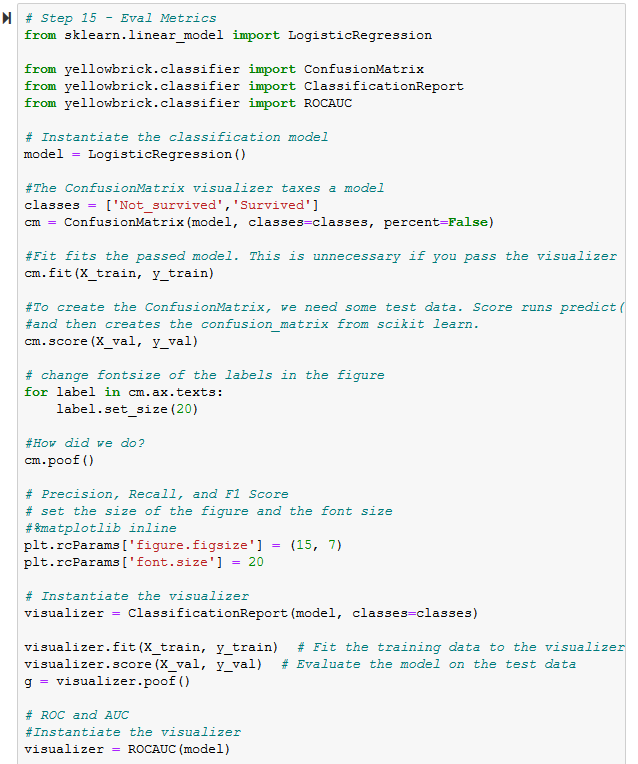 # Step 15 - Eval Metrics
from sklearn.linear_model import LogisticRegression
from yellowbrick.classifier import ConfusionMatrix
from yellowbrick.classifier import ClassificationReport
from yellowbrick.classifier import ROCAUC
# Instantiate the classification model
model = LogisticRegression()
#The ConfusionMatrix visualizer taxes a model
classes = ['Not_survived','Survived']
cm = ConfusionMatrix(model, classes=classes, percent=False)
#Fit fits the passed model. This is unnecessary if you pass the visualizer
cm.fit(X_train, y_train)
#To create the ConfusionMatrix, we need some test data. Score runs predict(
#and then creates the confusion_matrix from scikit learn.
cm.score(X_val, y_val)
# change fontsize of the labels in the figure
for label in cm.ax.texts:
    label.set_size(20)
#How did we do?
cm.poof()
# Precision, Recall, and F1 Score
# set the size of the figure and the font size
#%matplotlib inline
plt.rcParams['figure.figsize'] = (15, 7)
plt.rcParams['font.size'] = 20
# Instantiate the visualizer
visualizer = ClassificationReport(model, classes=classes)
visualizer.fit(X_train, y_train)  # Fit the training data to the visualizer
visualizer.score(X_val, y_val)  # Evaluate the model on the test data
g = visualizer.poof()
# ROC and AUC
#Instantiate the visualizer
visualizer = ROCAUC(model)